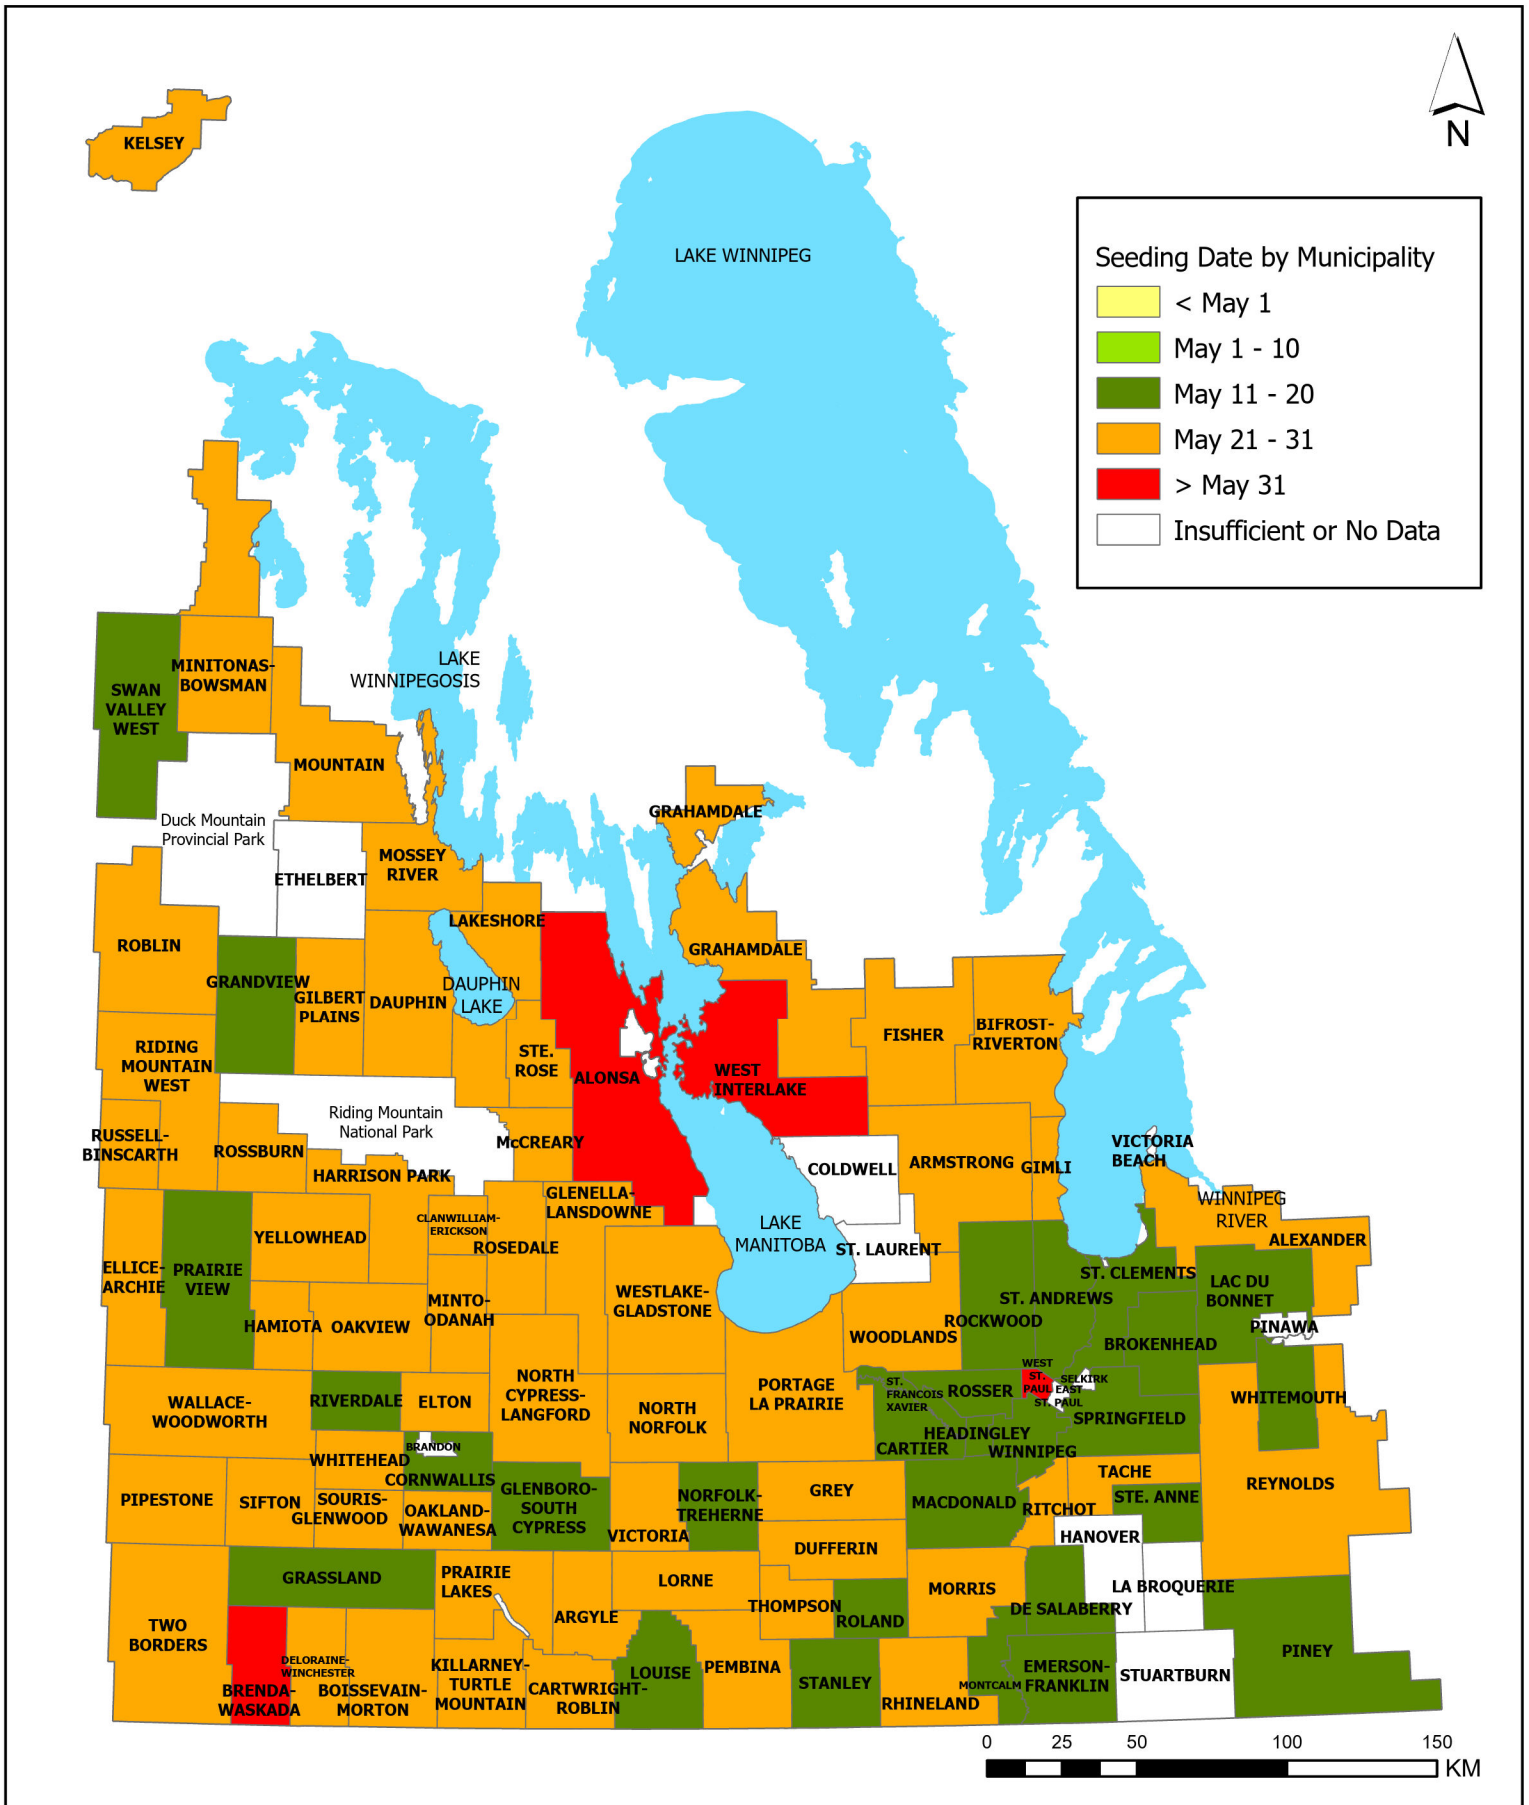 N
KELSEY
LAKE WINNIPEG
Seeding Date by Municipality
< May 1
May 1 - 10
May 11 - 20
May 21 - 31
> May 31
Insufficient or No Data
LAKE
WINNIPEGOSIS
MINITONAS-
BOWSMAN
SWAN
VALLEY
WEST
MOUNTAIN
Duck Mountain
Provincial Park
GRAHAMDALE
MOSSEY
RIVER
ETHELBERT
LAKESHORE
ROBLIN
GRAHAMDALE
GRANDVIEW
GILBERT
PLAINS
DAUPHIN
DAUPHIN
LAKE
FISHER
BIFROST-
RIVERTON
RIDING
MOUNTAIN
WEST
STE.
ROSE
ALONSA
WEST
INTERLAKE
Riding Mountain
National Park
RUSSELL-
BINSCARTH
ROSSBURN
McCREARY
HARRISON PARK
COLDWELL
ARMSTRONG
GIMLI
VICTORIA
BEACH
GLENELLA-
LANSDOWNE
WINNIPEG
RIVER
ALEXANDER
CLANWILLIAM-
ERICKSON
ROSEDALE
YELLOWHEAD
LAKE
MANITOBA
ST. LAURENT
ELLICE-
ARCHIE
PRAIRIE
VIEW
ST. CLEMENTS
LAC DU
BONNET
WESTLAKE-
GLADSTONE
MINTO-
ODANAH
ST. ANDREWS
ROCKWOOD
HAMIOTA
OAKVIEW
WOODLANDS
BROKENHEAD
PINAWA
WALLACE-
WOODWORTH
RIVERDALE
ELTON
NORTH
CYPRESS-
LANGFORD
NORTH
NORFOLK
PORTAGE
LA PRAIRIE
ST.
FRANCOIS
XAVIER
ROSSER
WEST
ST.
PAUL
EAST
ST. PAUL
SELKIRK
WHITEMOUTH
SPRINGFIELD
HEADINGLEY
CARTIER
WINNIPEG
BRANDON
WHITEHEAD
CORNWALLIS
TACHE
REYNOLDS
PIPESTONE
SIFTON
SOURIS-
GLENWOOD
OAKLAND-
WAWANESA
GLENBORO-
SOUTH
CYPRESS
VICTORIA
NORFOLK-
TREHERNE
GREY
MACDONALD
RITCHOT
STE. ANNE
HANOVER
DUFFERIN
GRASSLAND
PRAIRIE
LAKES
LORNE
MORRIS
LA BROQUERIE
THOMPSON
ROLAND
DE SALABERRY
ARGYLE
TWO
BORDERS
DELORAINE-
WINCHESTER
BRENDA-
WASKADA
BOISSEVAIN-
MORTON
KILLARNEY-
TURTLE
MOUNTAIN
CARTWRIGHT-
ROBLIN
LOUISE
PEMBINA
STANLEY
RHINELAND
MONTCALM
EMERSON-
FRANKLIN
STUARTBURN
PINEY
0 25 50 100 150
KM